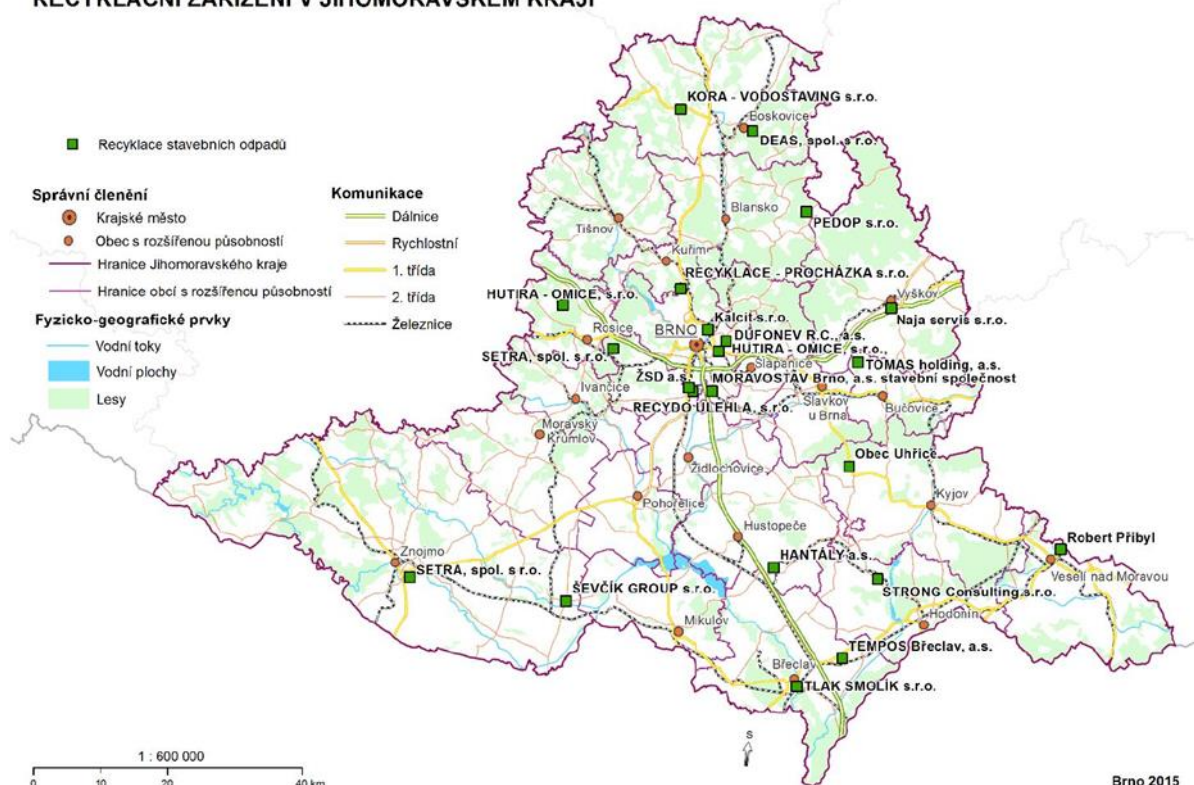 RECYKLAČNÍ ZAŘÍZENÍ V JIHOMORAVSKÉM KRAJI
Recyklace stavebních odpadů
Správní členění
Krajské město
Obec s rozšířenou působností
Hranice Jihomoravského kraje
Hranice obcí s rozšířenou působností
Fyzicko-geografické prvky
Vodní toky
Vodní plochy
Lesy
Komunikace
Dálnice
Rychlostní
1. třída
2. třída
Železnice
KORA - VODOSTAVING s.r.o.
Boskovice
DEAS, spol. s r.o.
Blansko
PEDOP s.r.o.
Tišnov
Kuřim
RECYKLACE - PROCHÁZKA s.r.o.
HUTIRA - OMICE, s.r.o.
Vyškov
Naja servis s.r.o.
Kalcit s.r.o.
BRNO
DUFONEV R.C., a.s.
Rosice
HUTIRA - OMICE, s.r.o.,
SETRA, spol. s r.o.
Šlapanice
TOMAS holding, a.s.
ŽSD a.s.
MORAVOSTAV Brno, a.s. stavební společnost
Ivančice
RECYDO ULEHLA, s.r.o.
Slavkov
u Brna
Bučovice
Moravský
Krumlov
Židlochovice
Obec Uhřice
Pohořelice
Kyjov
Hustopeče
Robert Přibyl
Znojmo
SETRA, spol. s r.o.
HANTÁLY a.s.
Veselí nad Moravou
ŠEVČÍK GROUP s.r.o.
STRONG Consulting s.r.o.
Mikulov
Hodonín
TEMPOS Břeclav, a.s.
Břeclav
TLAK SMOLÍK s.r.o.
S
1 : 600 000
0 10 20 40 km
Brno 2015